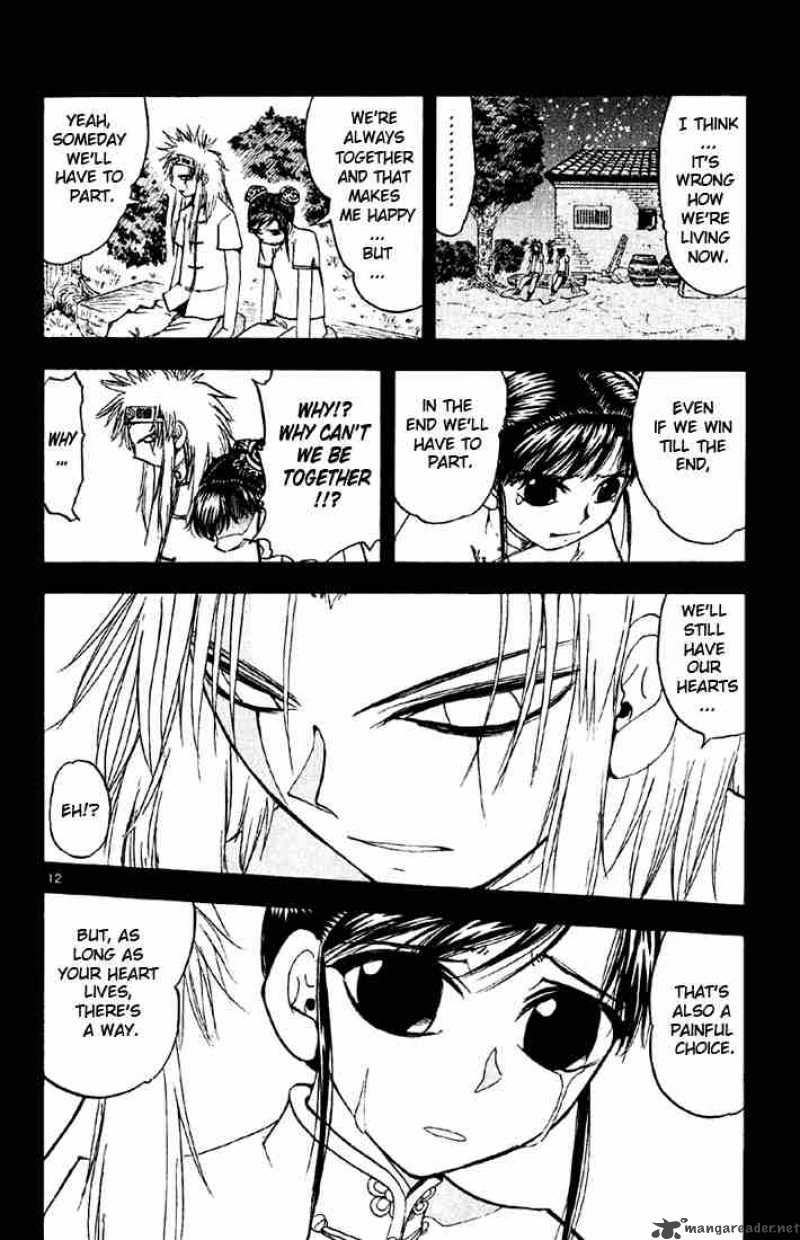 I THINK
...
IT'S
WRONG
HOW
WE'RE
LIVING
NOW.
.........
WE'RE
ALWAYS
TOGETHER
AND THAT
MAKES
ME HAPPY
...
BUT
...
YEAH,
SOMEDAY
WE'LL
HAVE TO
PART.
EVEN
IF WE WIN
TILL THE
END,
IN THE
END WE'LL
HAVE TO
PART.
WHY!?
WHY CAN'T
WE BE
TOGETHER
!!?
WHY
...
WE'LL
STILL
HAVE
OUR
HEARTS
...
EH!?
12
THAT'S
ALSO A
PAINFUL
CHOICE.
BUT, AS
LONG AS
YOUR HEART
LIVES,
THERE'S
A WAY.
mangareader.net